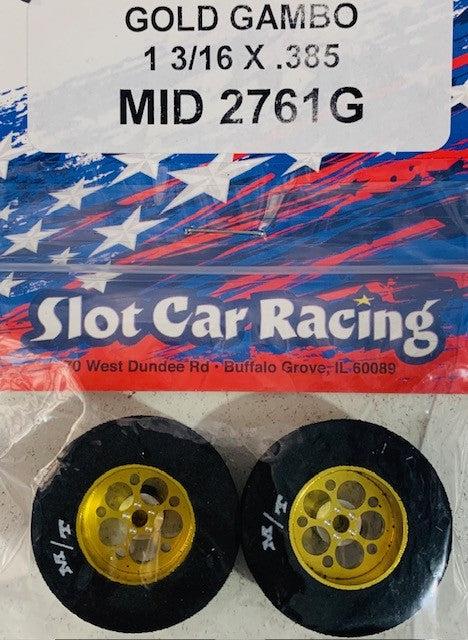 GOLD GAMBO
1 3/16 X .385
MID 2761G
Slot Car Racing
70 West Dundee Rd · Buffalo Grove, IL 60089
M/T M/T